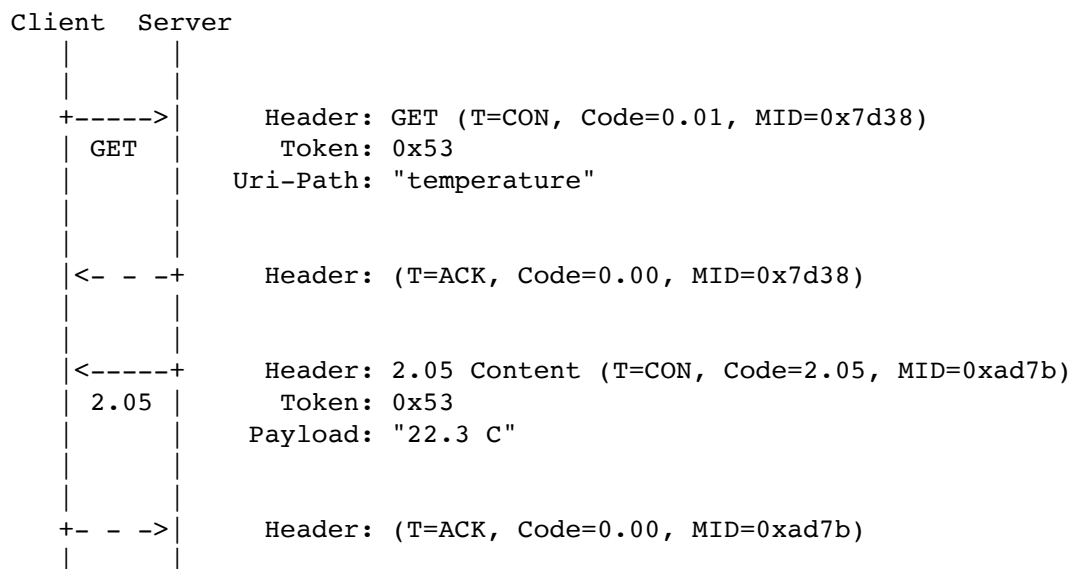 Client  Server
   |      |
   |      |
   +----->|     Header: GET (T=CON, Code=0.01, MID=0x7d38)
   | GET  |      Token: 0x53
   |      |   Uri-Path: "temperature"
   |      |
   |      |
   |<- - -+     Header: (T=ACK, Code=0.00, MID=0x7d38)
   |      |
   |      |
   |<-----+     Header: 2.05 Content (T=CON, Code=2.05, MID=0xad7b)
   | 2.05 |      Token: 0x53
   |      |    Payload: "22.3 C"
   |      |
   |      |
   +- - ->|     Header: (T=ACK, Code=0.00, MID=0xad7b)
   |      |